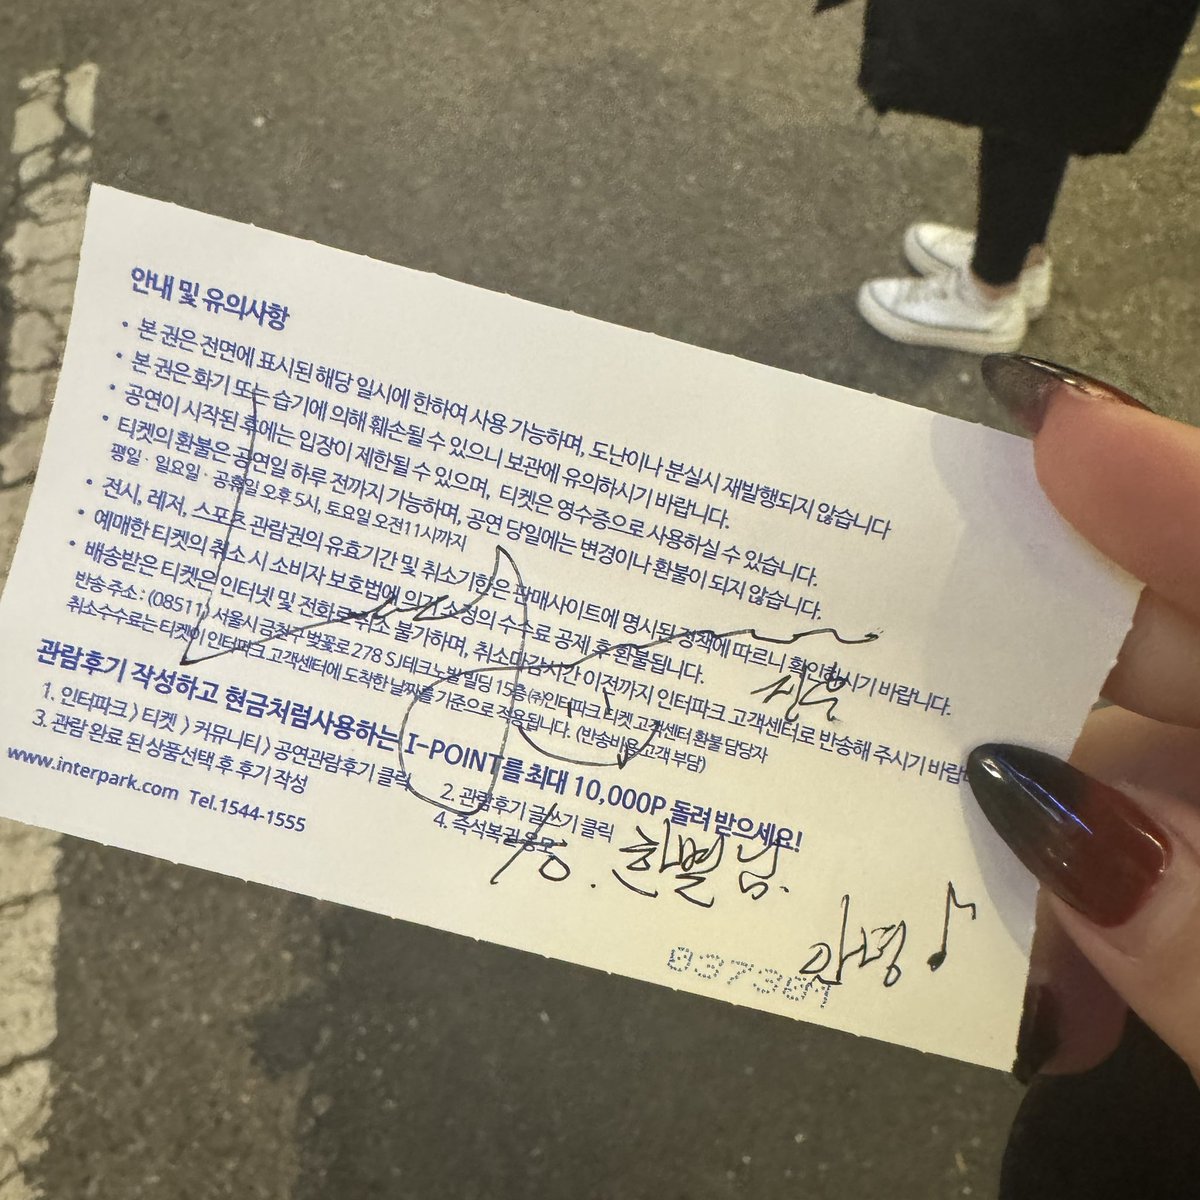 안내 및 유의사항
• 본 권은 전면에 표시된 해당 일시에 한하여 사용 가능하며, 도난이나 분실시 재발행되지 않습니다
• 본 권은 화기 또는 습기에 의해 훼손될 수 있으니 보관에 유의하시기 바랍니다.
• 공연이 시작된 후에는 입장이 제한될 수 있으며, 티켓은 영수증으로 사용하실 수 있습니다.
• 티켓의 환불은 공연일 하루 전까지 가능하며, 공연 당일에는 변경이나 환불이 되지 않습니다.
평일·일요일·공휴일 오후 5시, 토요일 오전11시까지
• 전시, 레저, 스포츠 관람권의 유효기간 및 취소기한은 판매사이트에 명시된 정책에 따르니 확인하시기 바랍니다.
• 예매한 티켓의 취소 시 소비자 보호법에 의거 소정의 수수료 공제 후 환불됩니다.
• 배송받은 티켓은 인터넷 및 전화로 취소 불가하며, 취소마감시간 이전까지 인터파크 고객센터로 반송해 주시기 바랍
반송주소 : (08511) 서울시 금천구 벚꽃로 278 SJ테크노빌 빌딩 15층 ㈜인터파크 티켓 고객센터 환불 담당자
취소수수료는 티켓이 인터파크 고객센터에 도착한 날짜를 기준으로 적용됩니다. (반송비용 고객 부담)
관람후기 작성하고 현금처럼사용하는 I-POINT를 최대 10,000P 돌려 받으세요!
1. 인터파크 〉 티켓 〉 커뮤니티 〉 공연관람후기 클릭 2. 관람후기 글쓰기 클릭
3. 관람 완료 된 상품선택 후 후기 작성 4. 즉석복권응모
www.interpark.com Tel.1544-1555
한별님.
안녕♪
0373